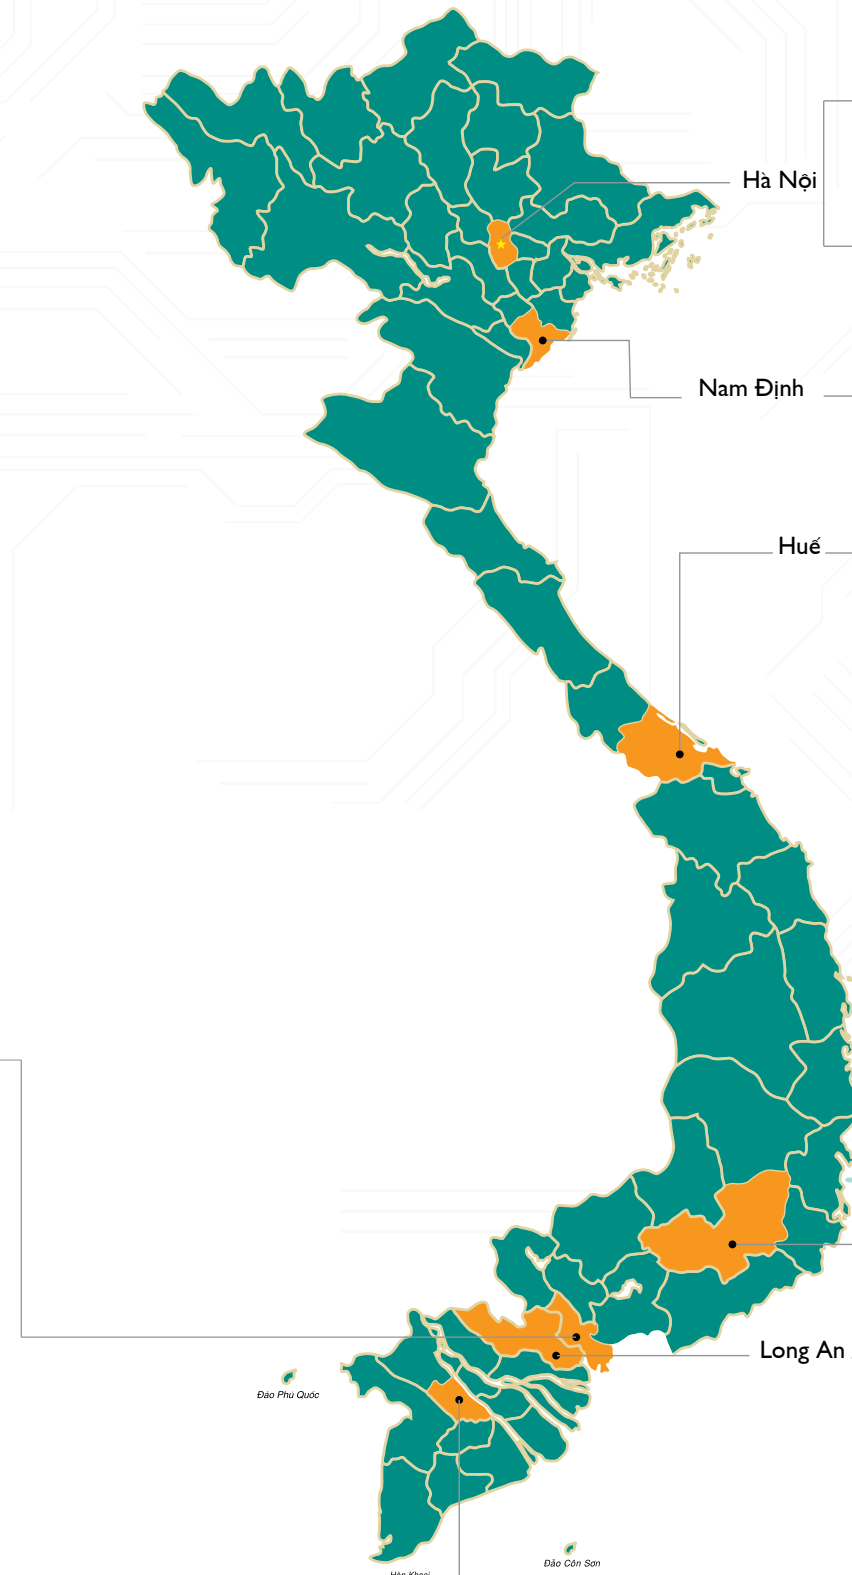 Hà Nội
Nam Định
Huế
Long An
Đảo Phú Quốc
Đảo Côn Sơn